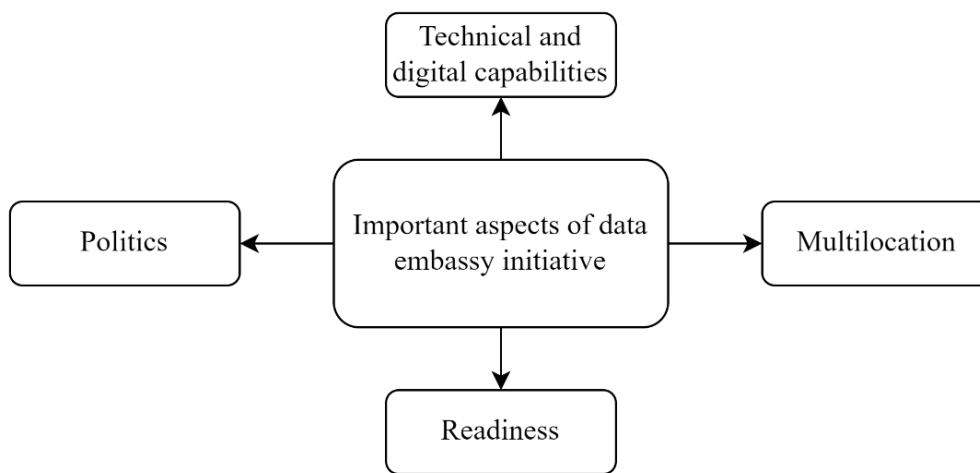 Technical and
digital capabilities
Politics
Important aspects of data
embassy initiative
Multilocation
Readiness